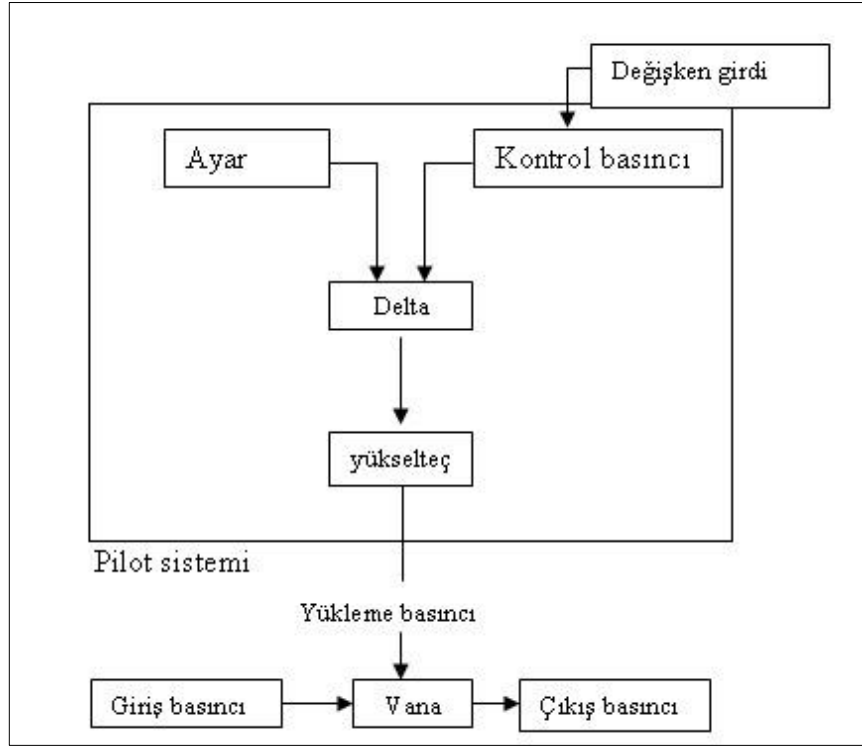 Değişken girdi
Ayar
Kontrol basıncı
Delta
yükselteç
Pilot sistemi
Yükleme basıncı
Giriş basıncı
Vana
Çıkış basıncı